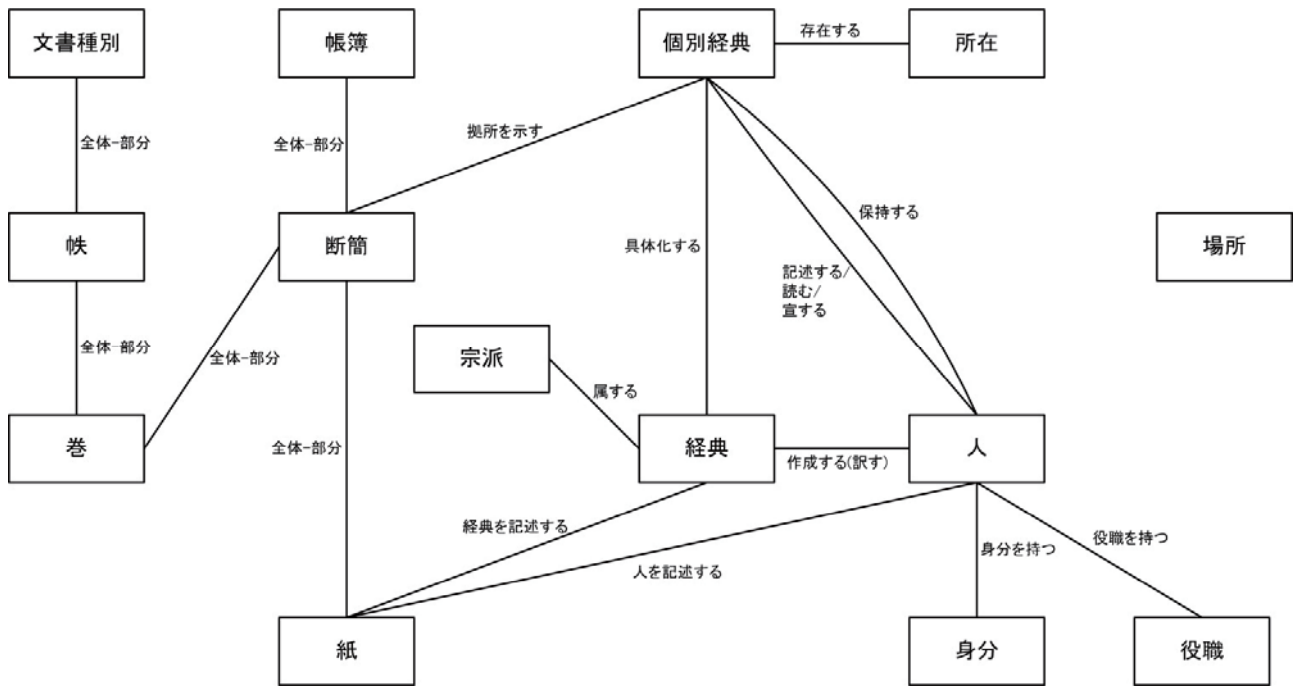 文書種別
帳簿
個別経典
存在する
所在
全体-部分
全体-部分
拠所を示す
保持する
帙
断簡
具体化する
場所
記述する/
読む/
宣する
全体-部分
全体-部分
宗派
属する
巻
全体-部分
経典
作成する(訳す)
人
経典を記述する
人を記述する
身分を持つ
役職を持つ
紙
身分
役職